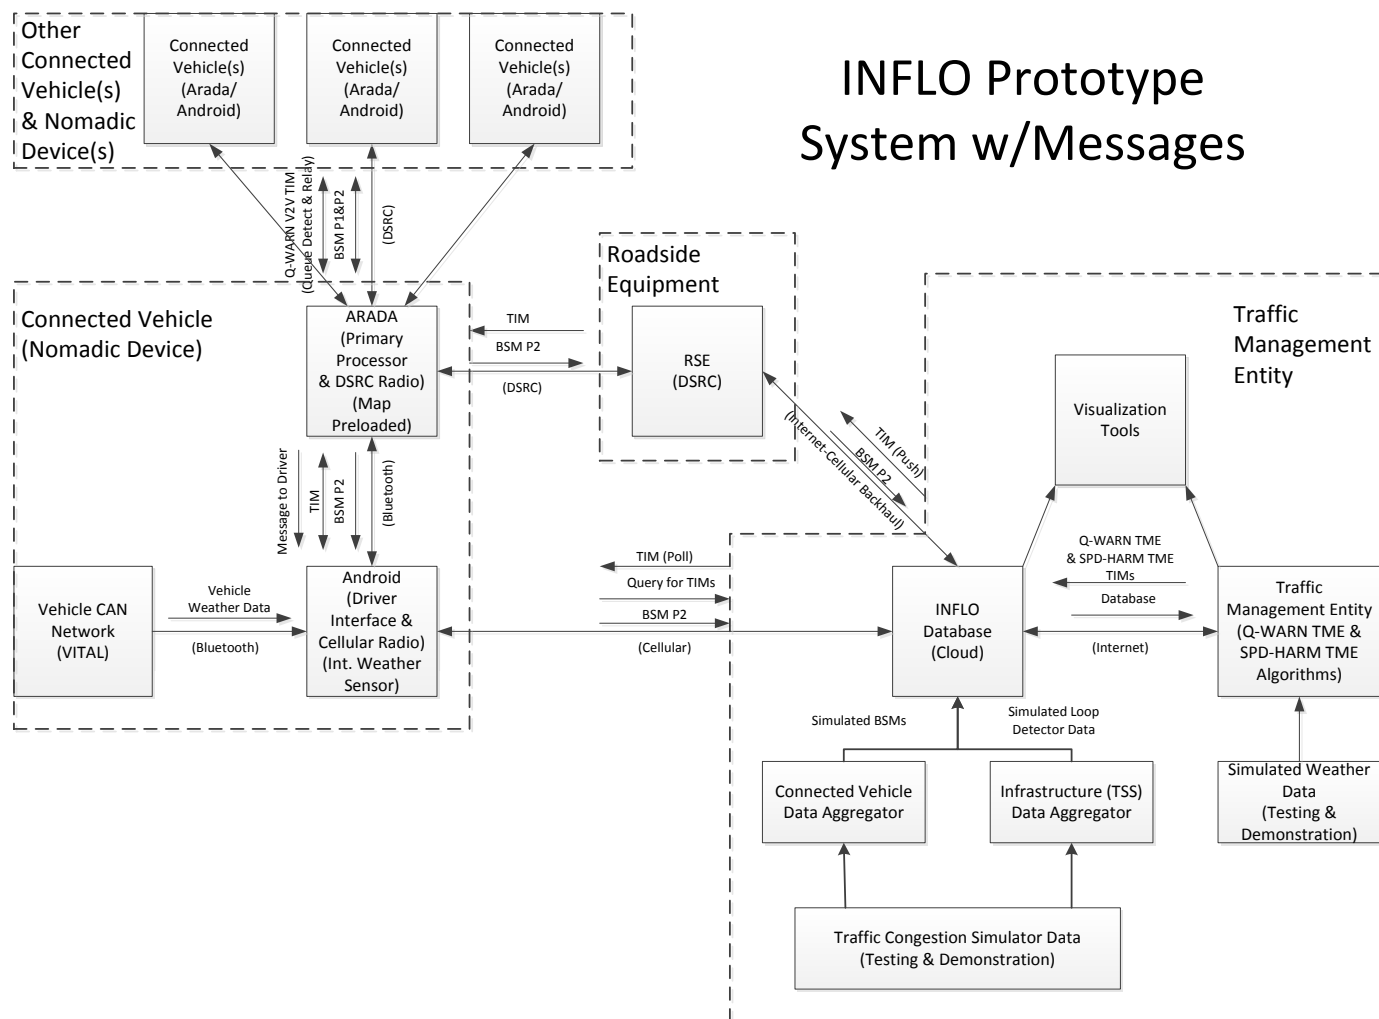 INFLO Prototype
System w/Messages
Other
Connected
Vehicle(s)
& Nomadic
Device(s)
Connected
Vehicle(s)
(Arada/
Android)
Connected
Vehicle(s)
(Arada/
Android)
Connected
Vehicle(s)
(Arada/
Android)
Q-WARN V2V TIM
(Queue Detect & Relay)
BSM P1&P2
(DSRC)
Roadside
Equipment
RSE
(DSRC)
Connected Vehicle
(Nomadic Device)
ARADA
(Primary
Processor
& DSRC Radio)
(Map
Preloaded)
TIM
BSM P2
(DSRC)
Message to Driver
TIM
BSM P2
(Bluetooth)
Vehicle CAN
Network
(VITAL)
Vehicle
Weather Data
(Bluetooth)
Android
(Driver
Interface &
Cellular Radio)
(Int. Weather
Sensor)
TIM (Poll)
Query for TIMs
BSM P2
(Cellular)
TIM (Push)
BSM P2
(Internet-Cellular Backhaul)
Traffic
Management
Entity
Visualization
Tools
Q-WARN TME
& SPD-HARM TME
TIMs
Database
(Internet)
INFLO
Database
(Cloud)
Traffic
Management Entity
(Q-WARN TME &
SPD-HARM TME
Algorithms)
Simulated BSMs
Simulated Loop
Detector Data
Connected Vehicle
Data Aggregator
Infrastructure (TSS)
Data Aggregator
Simulated Weather
Data
(Testing &
Demonstration)
Traffic Congestion Simulator Data
(Testing & Demonstration)